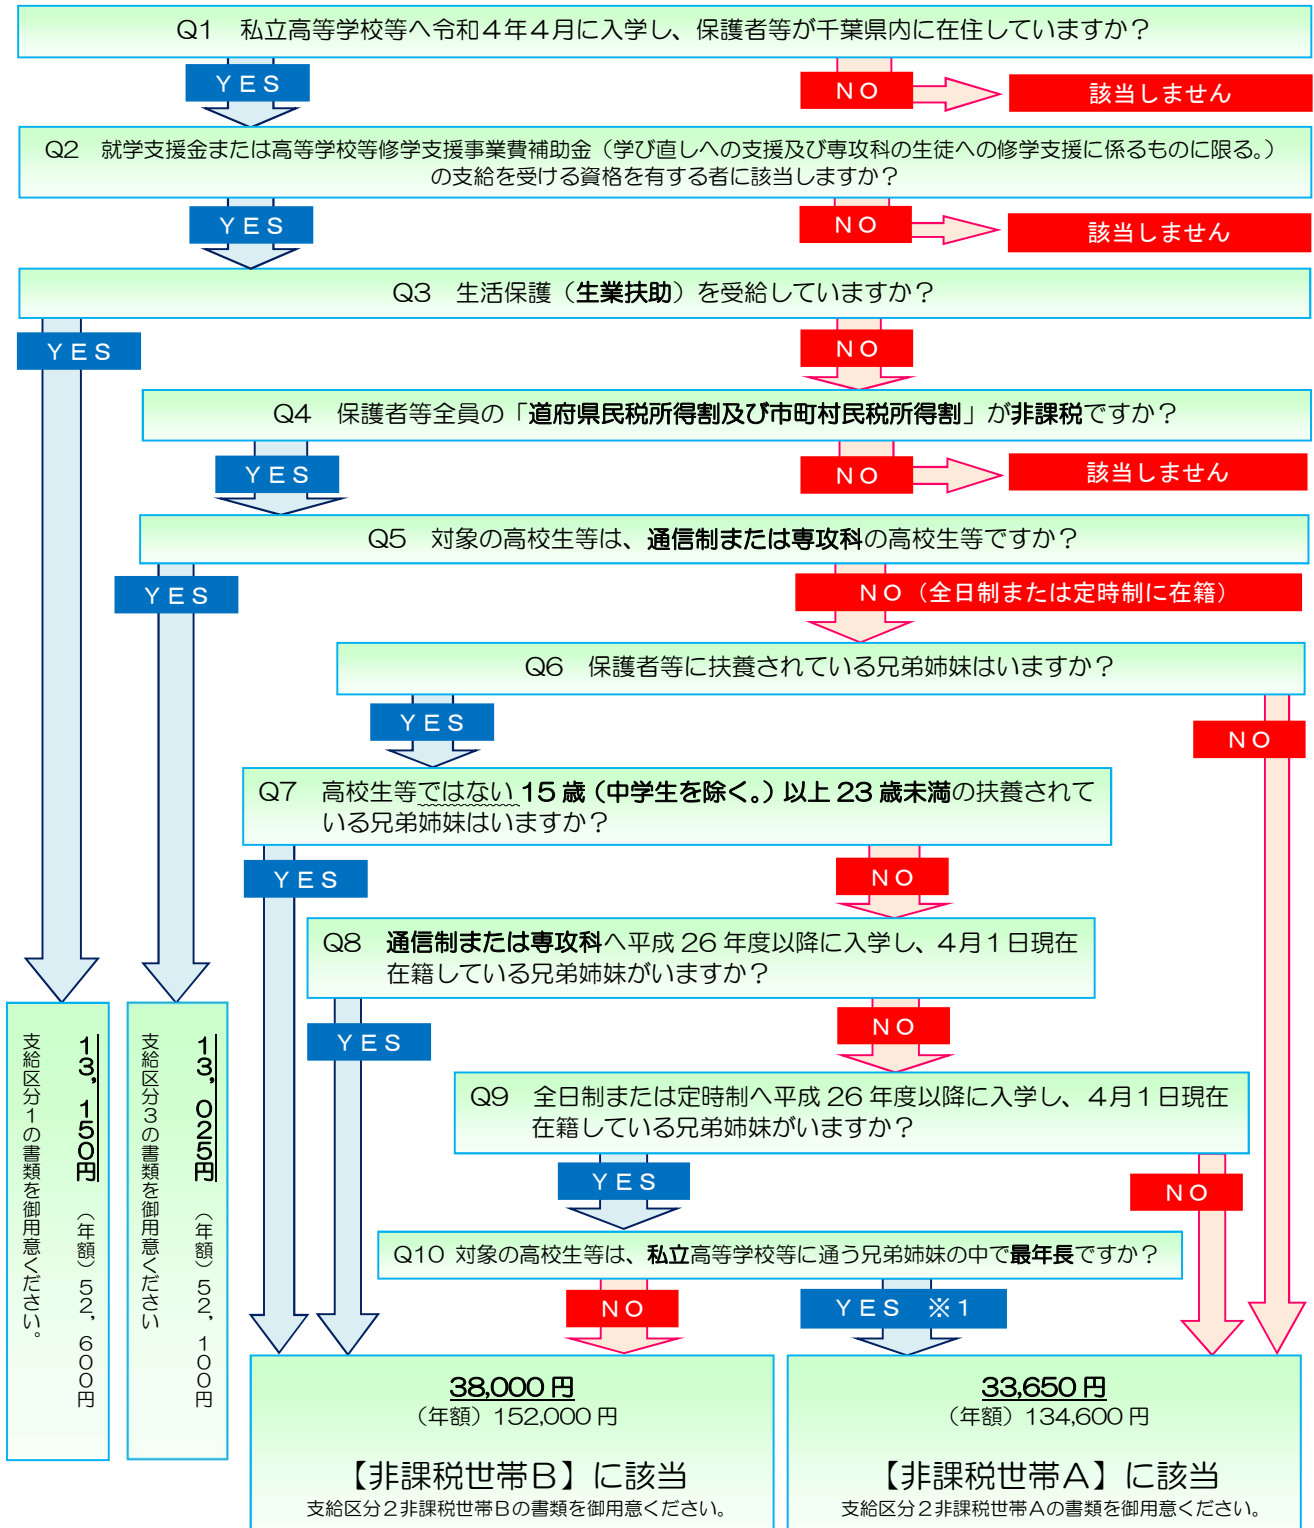 Q1　私立高等学校等へ令和４年４月に入学し、保護者等が千葉県内に在住していますか？
ＹＥＳ
ＮＯ
該当しません
Q2　就学支援金または高等学校等修学支援事業費補助金（学び直しへの支援及び専攻科の生徒への修学支援に係るものに限る。）
の支給を受ける資格を有する者に該当しますか？
ＹＥＳ
ＮＯ
該当しません
Q3　生活保護（生業扶助）を受給していますか？
ＹＥＳ
ＮＯ
Q4　保護者等全員の「道府県民税所得割及び市町村民税所得割」が非課税ですか？
ＹＥＳ
ＮＯ
該当しません
Q5　対象の高校生等は、通信制または専攻科の高校生等ですか？
ＹＥＳ
ＮＯ（全日制または定時制に在籍）
Q6　保護者等に扶養されている兄弟姉妹はいますか？
ＹＥＳ
ＮＯ
Q7　高校生等ではない 15 歳（中学生を除く。）以上 23 歳未満の扶養されて
いる兄弟姉妹はいますか？
ＹＥＳ
ＮＯ
Q8　通信制または専攻科へ平成 26 年度以降に入学し、４月１日現在
在籍している兄弟姉妹がいますか？
ＹＥＳ
ＮＯ
Q9　全日制または定時制へ平成 26 年度以降に入学し、４月１日現在
在籍している兄弟姉妹がいますか？
ＹＥＳ
ＮＯ
Q10 対象の高校生等は、私立高等学校等に通う兄弟姉妹の中で最年長ですか？
ＮＯ
ＹＥＳ　※１
１３，１５０円　（年額）５２，６００円
支給区分１の書類を御用意ください。
１３，０２５円　（年額）５２，１００円
支給区分３の書類を御用意ください
38,000 円
（年額）152,000 円
【非課税世帯Ｂ】に該当
支給区分２非課税世帯Ｂの書類を御用意ください。
33,650 円
（年額）134,600 円
【非課税世帯Ａ】に該当
支給区分２非課税世帯Ａの書類を御用意ください。